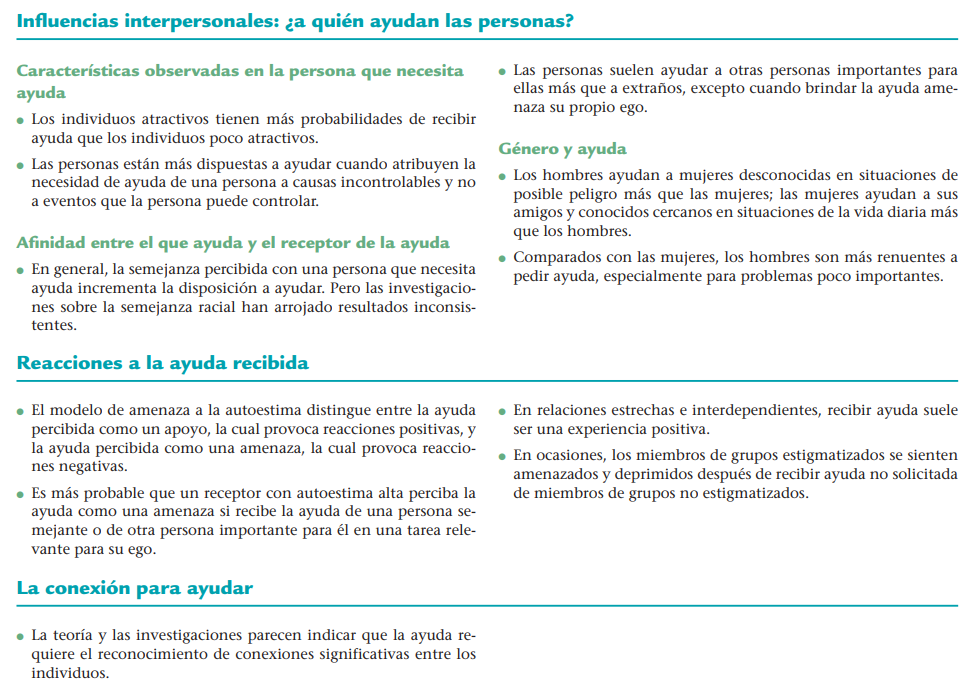 Influencias interpersonales: ¿a quién ayudan las personas?
Características observadas en la persona que necesita
ayuda
● Los individuos atractivos tienen más probabilidades de recibir
ayuda que los individuos poco atractivos.
● Las personas están más dispuestas a ayudar cuando atribuyen la
necesidad de ayuda de una persona a causas incontrolables y no
a eventos que la persona puede controlar.
Afinidad entre el que ayuda y el receptor de la ayuda
● En general, la semejanza percibida con una persona que necesita
ayuda incrementa la disposición a ayudar. Pero las investigacio-
nes sobre la semejanza racial han arrojado resultados inconsis-
tentes.
● Las personas suelen ayudar a otras personas importantes para
ellas más que a extraños, excepto cuando brindar la ayuda ame-
naza su propio ego.
Género y ayuda
● Los hombres ayudan a mujeres desconocidas en situaciones de
posible peligro más que las mujeres; las mujeres ayudan a sus
amigos y conocidos cercanos en situaciones de la vida diaria más
que los hombres.
● Comparados con las mujeres, los hombres son más renuentes a
pedir ayuda, especialmente para problemas poco importantes.
Reacciones a la ayuda recibida
● El modelo de amenaza a la autoestima distingue entre la ayuda
percibida como un apoyo, la cual provoca reacciones positivas, y
la ayuda percibida como una amenaza, la cual provoca reaccio-
nes negativas.
● Es más probable que un receptor con autoestima alta perciba la
ayuda como una amenaza si recibe la ayuda de una persona se-
mejante o de otra persona importante para él en una tarea rele-
vante para su ego.
● En relaciones estrechas e interdependientes, recibir ayuda suele
ser una experiencia positiva.
● En ocasiones, los miembros de grupos estigmatizados se sienten
amenazados y deprimidos después de recibir ayuda no solicitada
de miembros de grupos no estigmatizados.
La conexión para ayudar
● La teoría y las investigaciones parecen indicar que la ayuda re-
quiere el reconocimiento de conexiones significativas entre los
individuos.